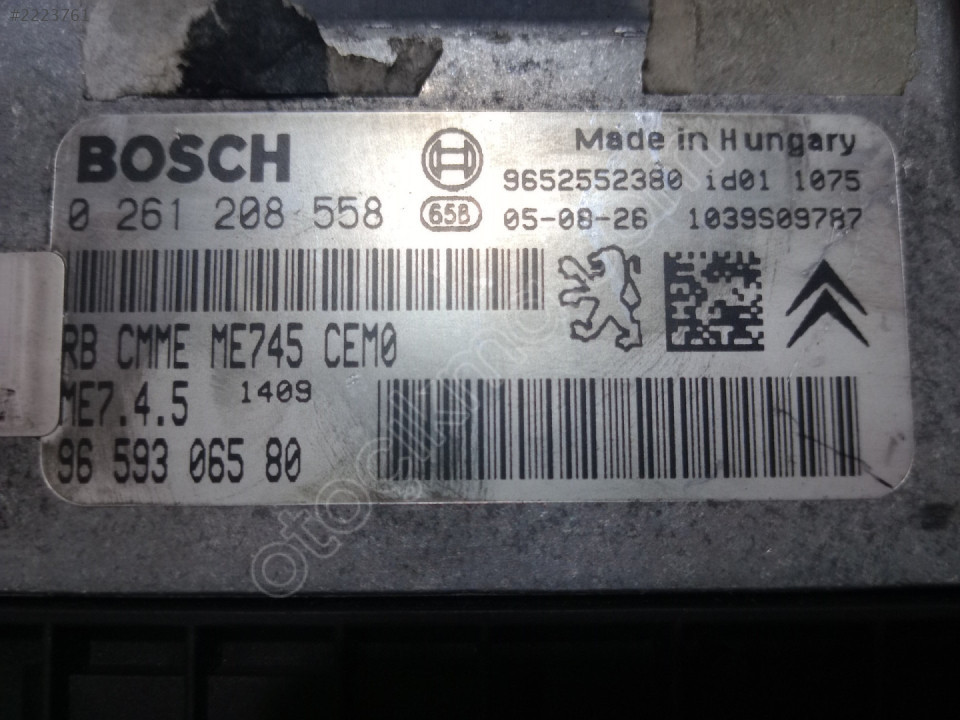 #2223761
BOSCH
Made in Hungary
9652552380 id01 1075
0 261 208 558
65B
05-08-26 1039S09787
RB CMME ME745 CEM0
ME7.4.5 1409
96 593 065 80